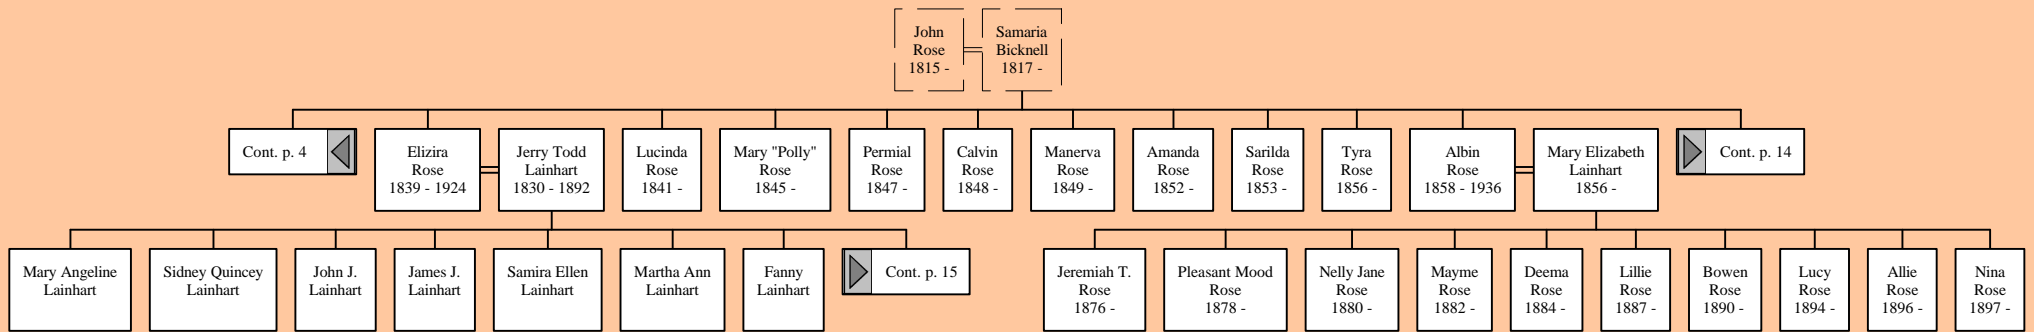 John
Rose
1815 -
Samaria
Bicknell
1817 -
Cont. p. 4
Elizira
Rose
1839 - 1924
Jerry Todd
Lainhart
1830 - 1892
Lucinda
Rose
1841 -
Mary "Polly"
Rose
1845 -
Permial
Rose
1847 -
Calvin
Rose
1848 -
Manerva
Rose
1849 -
Amanda
Rose
1852 -
Sarilda
Rose
1853 -
Tyra
Rose
1856 -
Albin
Rose
1858 - 1936
Mary Elizabeth
Lainhart
1856 -
Cont. p. 14
Mary Angeline
Lainhart
Sidney Quincey
Lainhart
John J.
Lainhart
James J.
Lainhart
Samira Ellen
Lainhart
Martha Ann
Lainhart
Fanny
Lainhart
Cont. p. 15
Jeremiah T.
Rose
1876 -
Pleasant Mood
Rose
1878 -
Nelly Jane
Rose
1880 -
Mayme
Rose
1882 -
Deema
Rose
1884 -
Lillie
Rose
1887 -
Bowen
Rose
1890 -
Lucy
Rose
1894 -
Allie
Rose
1896 -
Nina
Rose
1897 -